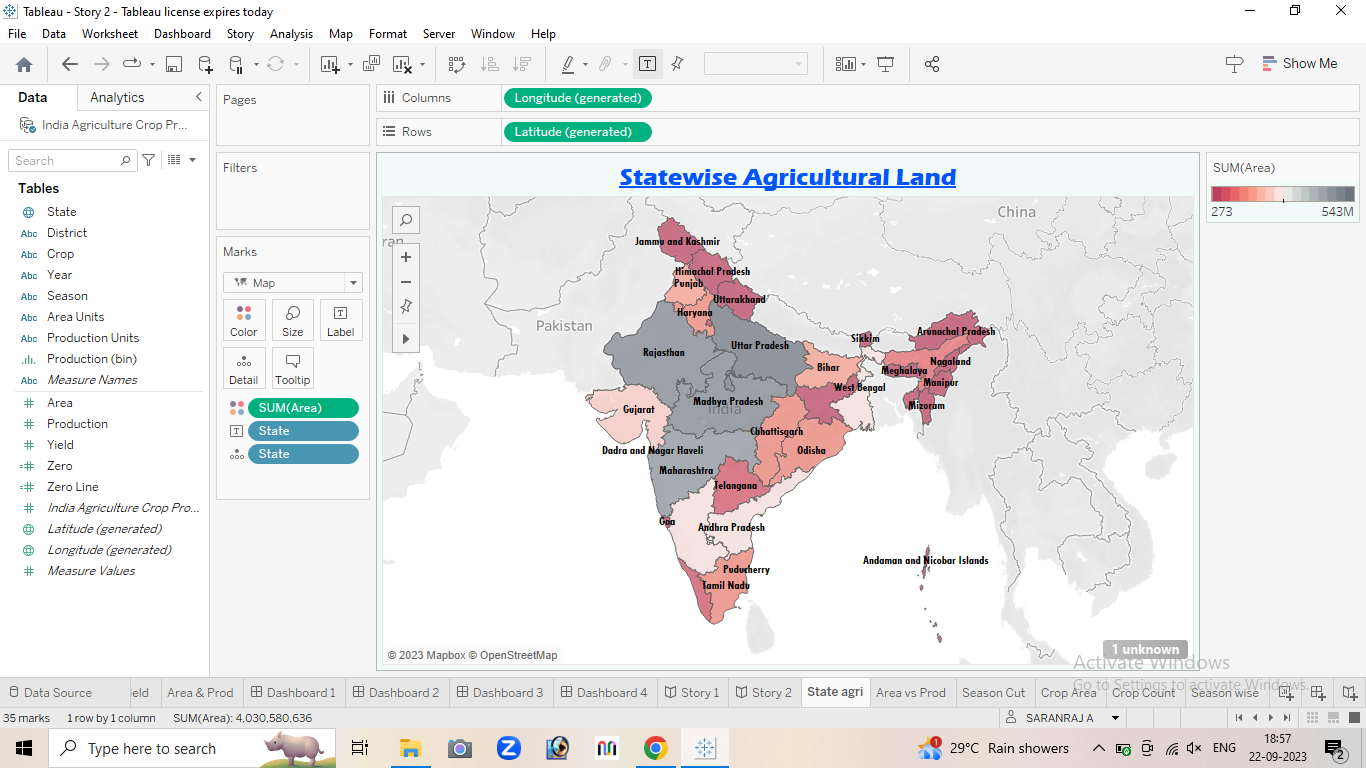 Tableau - Story 2 - Tableau license expires today
File Data Worksheet Dashboard Story Analysis Map Format Server Window Help
Show Me
Data Analytics
India Agriculture Crop Pr...
Search
Tables
State
Abc District
Abc Crop
Abc Year
Abc Season
Abc Area Units
Abc Production Units
Production (bin)
Abc Measure Names
Area
Production
Yield
Zero
Zero Line
India Agriculture Crop Pro...
Latitude (generated)
Longitude (generated)
Measure Values
Pages
Filters
Marks
Map
Color Size Label
Detail Tooltip
SUM(Area)
State
State
Columns Longitude (generated)
Rows Latitude (generated)
Statewise Agricultural Land
China
Jammu and Kashmir
Himachal Pradesh
Punjab
Uttarakhand
Haryana
Pakistan
Rajasthan
Uttar Pradesh
Sikkim
Arunachal Pradesh
Bihar
Nagaland
Meghalaya
Manipur
West Bengal
Mizoram
Madhya Pradesh
India
Gujarat
Chhattisgarh
Dadra and Nagar Haveli
Odisha
Maharashtra
Telangana
Goa
Andhra Pradesh
Andaman and Nicobar Islands
Puducherry
Tamil Nadu
© 2023 Mapbox © OpenStreetMap
1 unknown
SUM(Area)
273 543M
Activate Windows
Go to Settings to activate Windows.
Data Source eld Area & Prod Dashboard 1 Dashboard 2 Dashboard 3 Dashboard 4 Story 1 Story 2 State agri Area vs Prod Season Cut Crop Area Crop Count Season wise
35 marks 1 row by 1 column SUM(Area): 4,030,580,636
SARANRAJ A
Type here to search
29°C Rain showers
ENG
18:57
22-09-2023
2